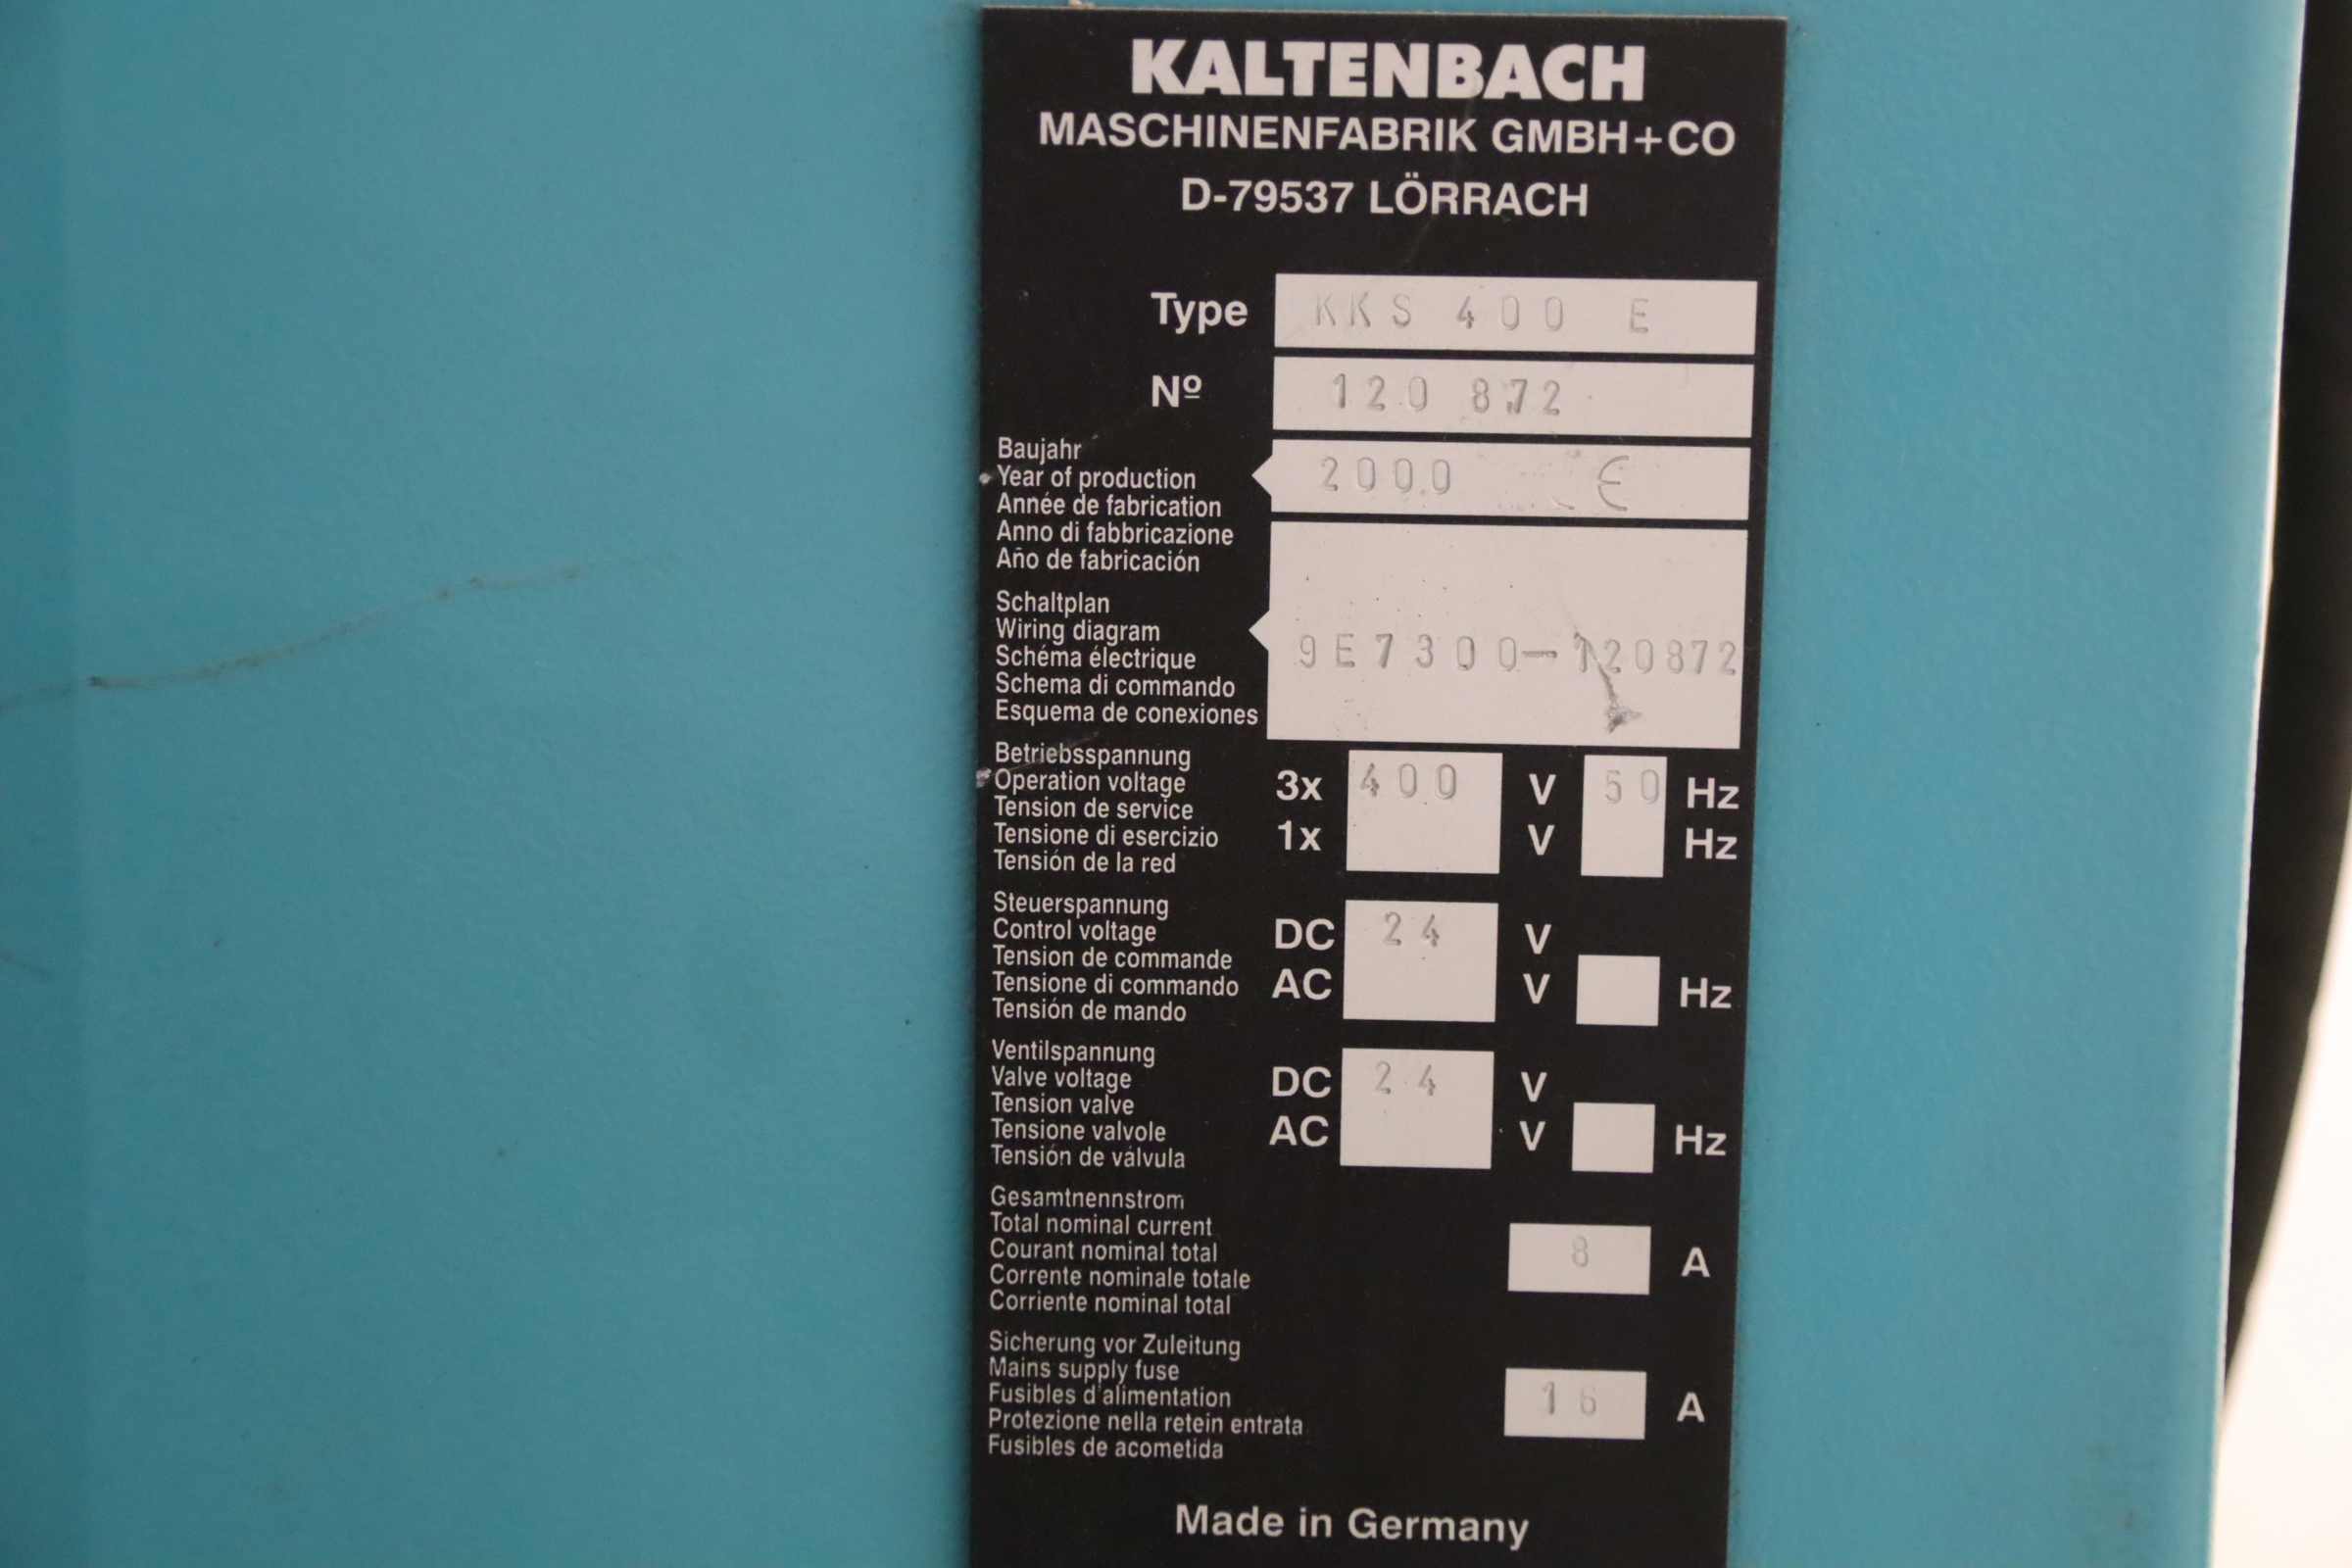 KALTENBACH
MASCHINENFABRIK GMBH+CO
D-79537 LÖRRACH
Type KKS 400 E
Nº 120 872
Baujahr
Year of production 2000 €
Année de fabrication
Anno di fabbricazione
Año de fabricación
Schaltplan
Wiring diagram 9E7300-120872
Schéma électrique
Schema di commando
Esquema de conexiones
Betriebsspannung
Operation voltage 3x 400 V 50 Hz
Tension de service
Tensione di esercizio 1x V Hz
Tensión de la red
Steuerspannung
Control voltage DC 24 V
Tension de commande
Tensione di commando AC V Hz
Tensión de mando
Ventilspannung
Valve voltage DC 24 V
Tension valve
Tensione valvole AC V Hz
Tensión de válvula
Gesamtnennstrom
Total nominal current
Courant nominal total 8 A
Corrente nominale totale
Corriente nominal total
Sicherung vor Zuleitung
Mains supply fuse
Fusibles d'alimentation 16 A
Protezione nella retein entrata
Fusibles de acometida
Made in Germany